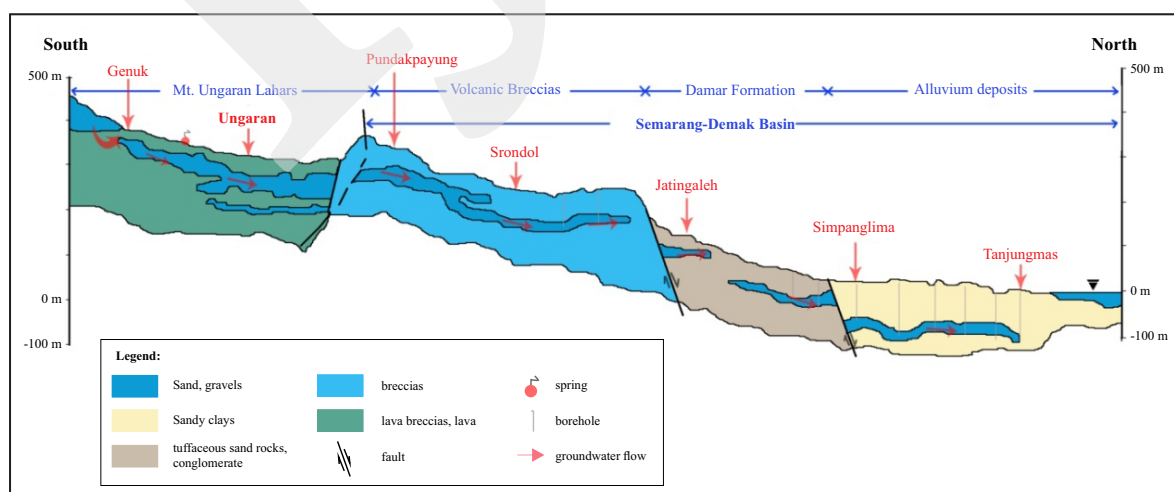 South
North
500 m
500 m
Genuk
Pundakpayung
Mt. Ungaran Lahars
Volcanic Breccias
Damar Formation
Alluvium deposits
Ungaran
Semarang-Demak Basin
Srondol
Jatingaleh
Simpanglima
Tanjungmas
0 m
0 m
-100 m
-100 m
Legend:
Sand, gravels
breccias
spring
Sandy clays
lava breccias, lava
borehole
tuffaceous sand rocks,
conglomerate
fault
groundwater flow